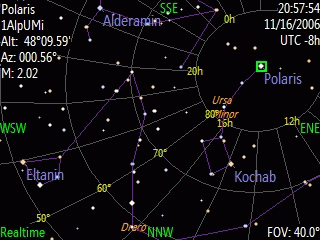 Polaris
1AlpUMi
Alt: 48°09.59'
Az: 000.56°
M: 2.02
SSE
0h
20:57:54
11/16/2006
UTC -8h
Alderamin
20h
Polaris
Ursa
Minor
80°
16h
12h
WSW
ENE
70°
Eltanin
60°
Kochab
50°
Draco
NNW
Realtime
FOV: 40.0°